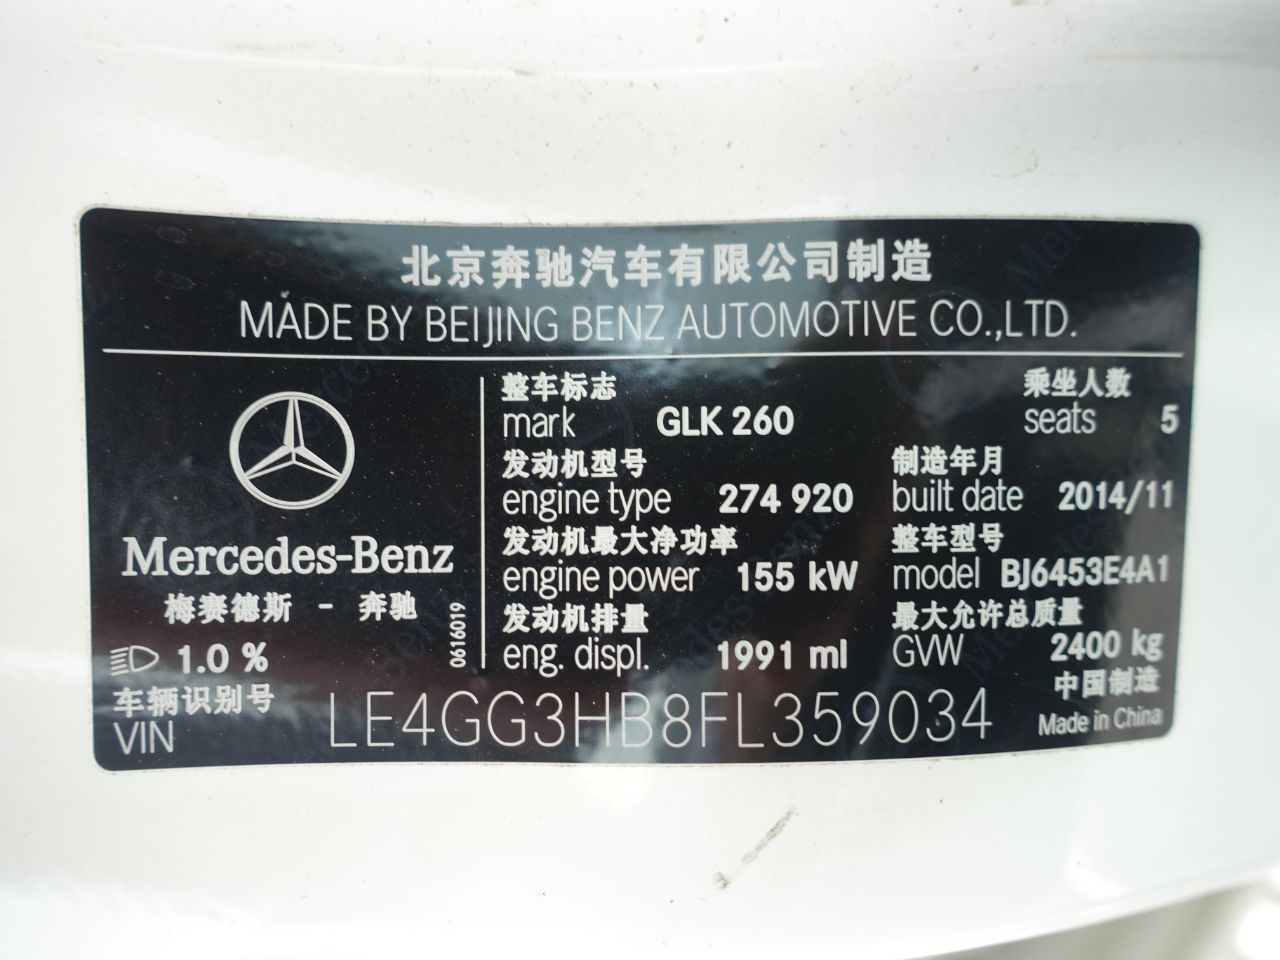 北京奔驰汽车有限公司制造
MADE BY BEIJING BENZ AUTOMOTIVE CO.,LTD.
整车标志 乘坐人数
mark GLK 260 seats 5
发动机型号 制造年月
engine type 274 920 built date 2014/11
发动机最大净功率 整车型号
engine power 155 kW model BJ6453E4A1
发动机排量 最大允许总质量
eng. displ. 1991 ml GVW 2400 kg
Mercedes-Benz
梅赛德斯 - 奔驰
0616019
1.0 %
车辆识别号 中国制造
VIN LE4GG3HB8FL359034 Made in China